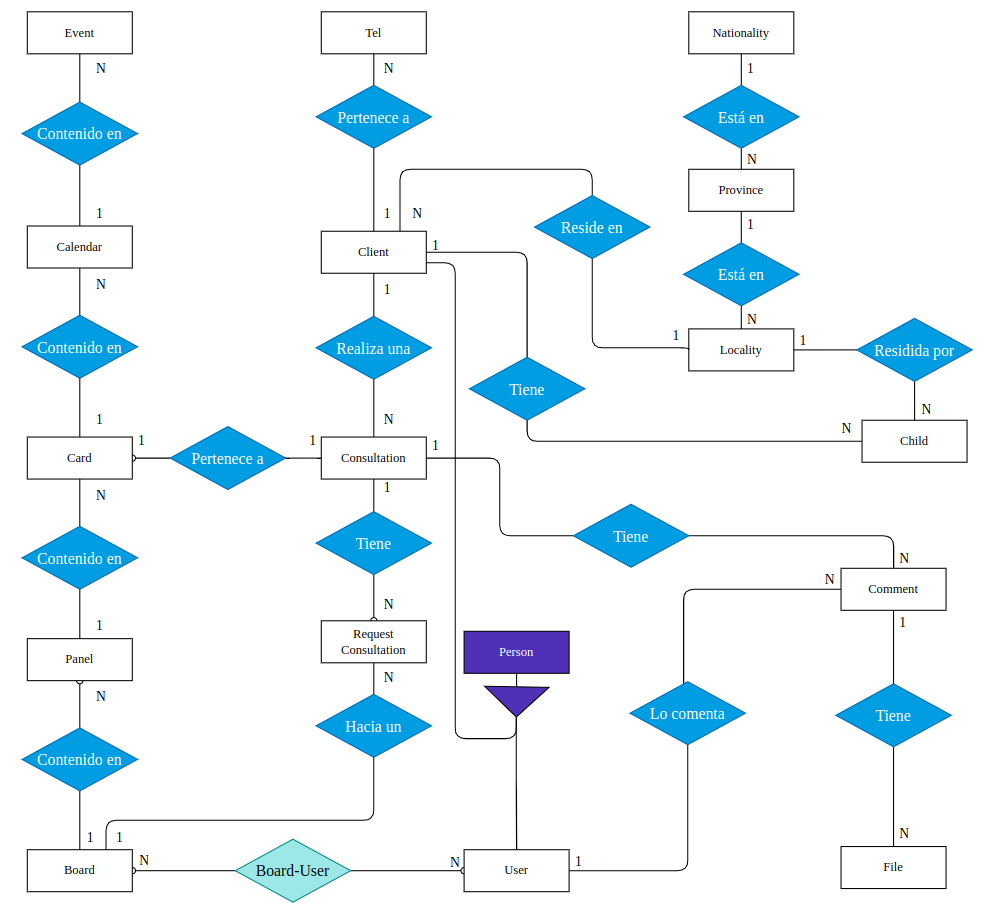 Event
Tel
Nationality
N
N
1
Contenido en
Pertenece a
Está en
N
Province
1
1
N
1
Calendar
Client
1
Reside en
Está en
N
1
N
1
1
Locality
Contenido en
Realiza una
Residida por
Tiene
1
N
N
N
Child
Card
1
Pertenece a
1
Consultation
1
N
1
Contenido en
Tiene
Tiene
N
N
Comment
1
N
1
Panel
Request
Consultation
Person
N
N
Contenido en
Hacia un
Lo comenta
Tiene
1
1
N
Board
N
Board-User
N
User
1
File